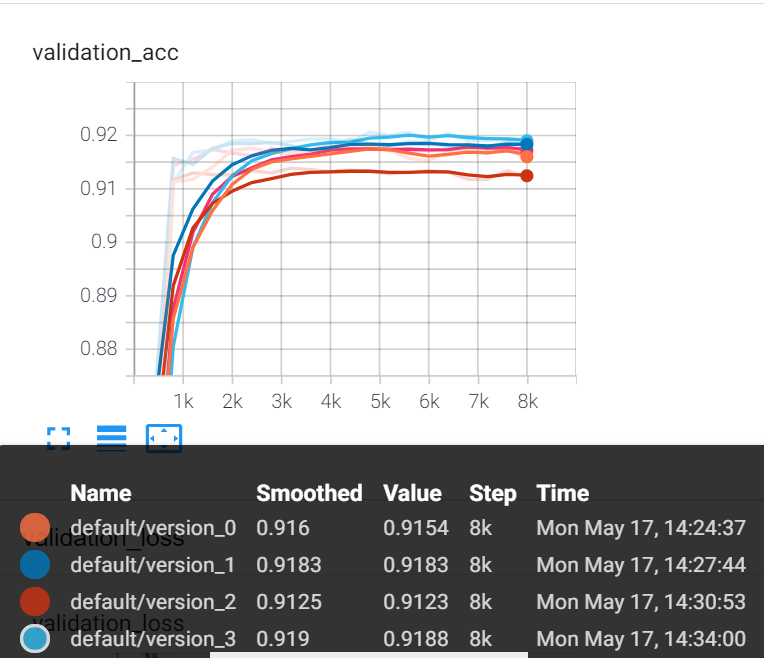 validation_acc
0.92
0.91
0.9
0.89
0.88
1k 2k 3k 4k 5k 6k 7k 8k
Name Smoothed Value Step Time
default/version_0 0.916 0.9154 8k Mon May 17, 14:24:37
validation_loss
default/version_1 0.9183 0.9183 8k Mon May 17, 14:27:44
default/version_2 0.9125 0.9123 8k Mon May 17, 14:30:53
validation_loss
default/version_3 0.919 0.9188 8k Mon May 17, 14:34:00